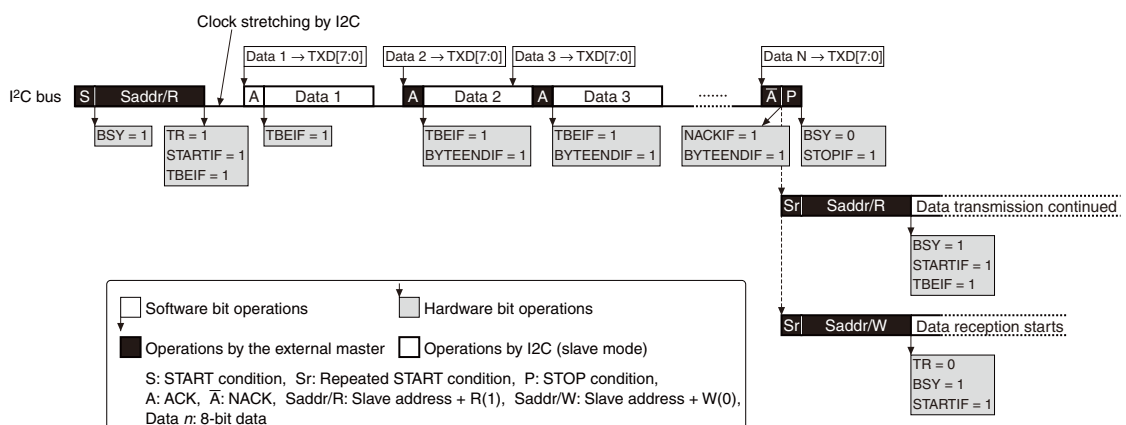 Clock stretching by I2C
Data 1 → TXD[7:0]
Data 2 → TXD[7:0]
Data 3 → TXD[7:0]
Data N → TXD[7:0]
I²C bus
S
Saddr/R
A
Data 1
A
Data 2
A
Data 3
A̅
P
BSY = 1
TR = 1
STARTIF = 1
TBEIF = 1
TBEIF = 1
TBEIF = 1
BYTEENDIF = 1
TBEIF = 1
BYTEENDIF = 1
NACKIF = 1
BYTEENDIF = 1
BSY = 0
STOPIF = 1
Sr
Saddr/R
Data transmission continued
BSY = 1
STARTIF = 1
TBEIF = 1
Sr
Saddr/W
Data reception starts
TR = 0
BSY = 1
STARTIF = 1
Software bit operations
Hardware bit operations
Operations by the external master
Operations by I2C (slave mode)
S: START condition, Sr: Repeated START condition, P: STOP condition,
A: ACK, A̅: NACK, Saddr/R: Slave address + R(1), Saddr/W: Slave address + W(0),
Data n: 8-bit data